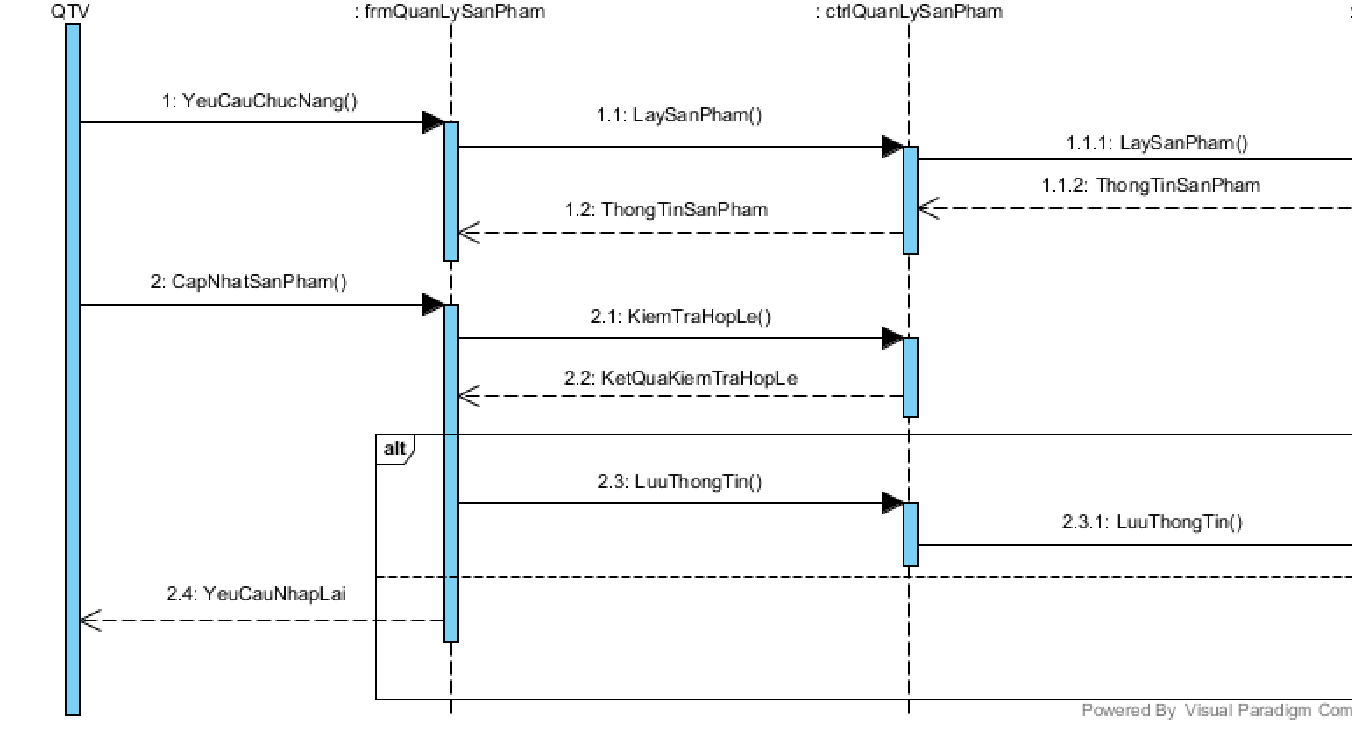 QTV
: frmQuanLySanPham
: ctrlQuanLySanPham
1: YeuCauChucNang()
1.1: LaySanPham()
1.1.1: LaySanPham()
1.1.2: ThongTinSanPham
1.2: ThongTinSanPham
2: CapNhatSanPham()
2.1: KiemTraHopLe()
2.2: KetQuaKiemTraHopLe
alt
2.3: LuuThongTin()
2.3.1: LuuThongTin()
2.4: YeuCauNhapLai
Powered By Visual Paradigm Com